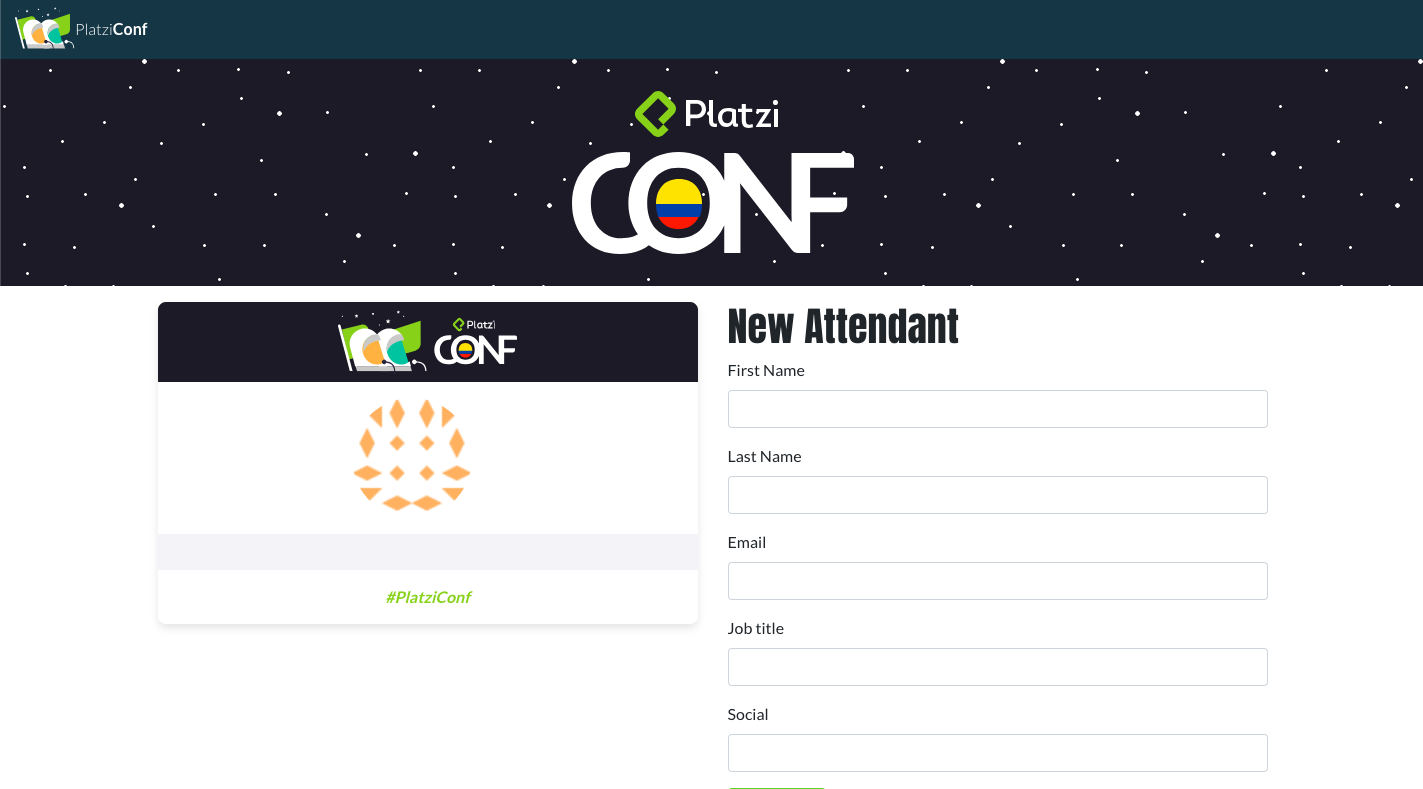 PlatziConf
Platzi
CONF
Platzi
CONF
#PlatziConf
New Attendant
First Name
Last Name
Email
Job title
Social